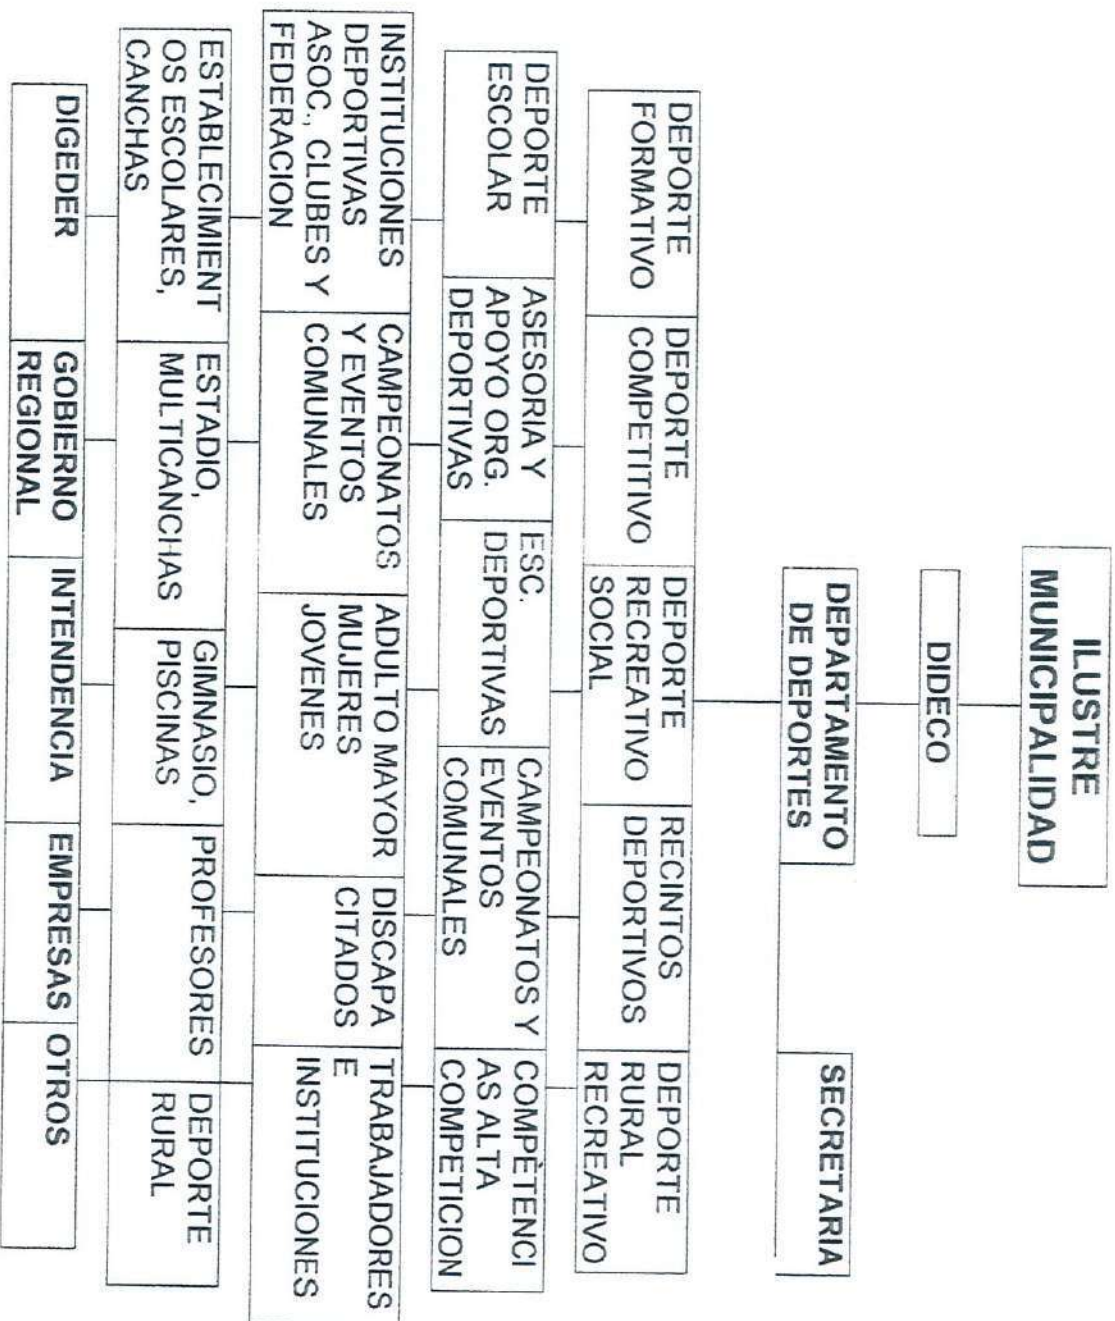 ILUSTRE
MUNICIPALIDAD
DIDECO
DEPARTAMENTO
DE DEPORTES
SECRETARIA
DEPORTE
FORMATIVO
DEPORTE
COMPETITIVO
DEPORTE
RECREATIVO
SOCIAL
RECINTOS
DEPORTIVOS
DEPORTE
RURAL
RECREATIVO
DEPORTE
ESCOLAR
ASESORIA Y
APOYO ORG.
DEPORTIVAS
ESC.
DEPORTIVAS
CAMPEONATOS Y
EVENTOS
COMUNALES
COMPÈTENCI
AS ALTA
COMPETICION
INSTITUCIONES
DEPORTIVAS
ASOC., CLUBES Y
FEDERACION
CAMPEONATOS
Y EVENTOS
COMUNALES
ADULTO MAYOR
MUJERES
JOVENES
DISCAPA
CITADOS
TRABAJADORES
E
INSTITUCIONES
ESTABLECIMIENT
OS ESCOLARES,
CANCHAS
ESTADIO,
MULTICANCHAS
GIMNASIO,
PISCINAS
PROFESORES
DEPORTE
RURAL
DIGEDER
GOBIERNO
REGIONAL
INTENDENCIA
EMPRESAS
OTROS